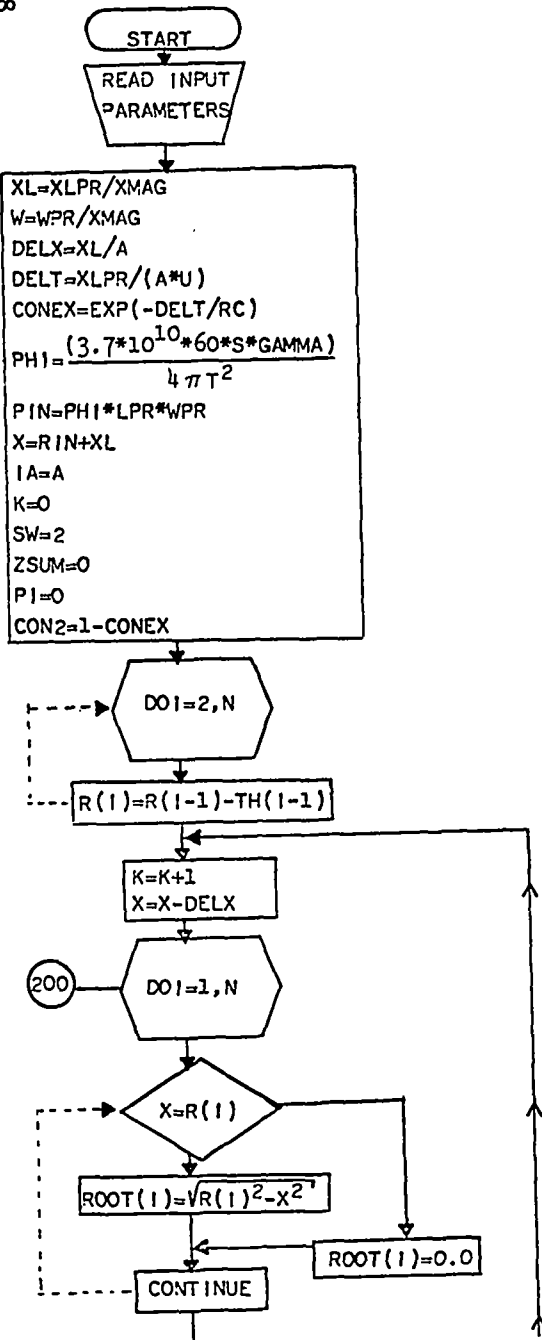 8
START
READ INPUT
PARAMETERS
XL=XLPR/XMAG
W=WPR/XMAG
DELX=XL/A
DELT=XLPR/(A*U)
CONEX=EXP(-DELT/RC)
PHI=(3.7*10^10*60*S*GAMMA)
4πT^2
PIN=PHI*LPR*WPR
X=RIN+XL
IA=A
K=0
SW=2
ZSUM=0
PI=0
CON2=1-CONEX
DOI=2,N
R(I)=R(I-1)-TH(I-1)
K=K+1
X=X-DELX
200
DOI=1,N
X=R(I)
ROOT(I)=√R(I)^2-X^2
ROOT(I)=0.0
CONTINUE